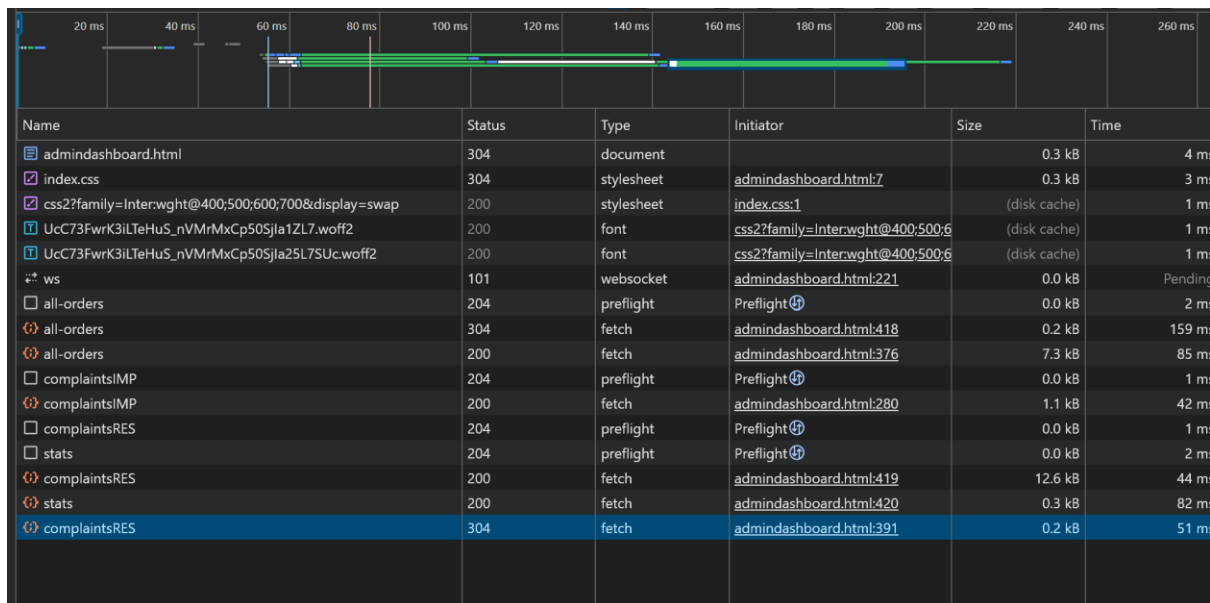 20 ms 40 ms 60 ms 80 ms 100 ms 120 ms 140 ms 160 ms 180 ms 200 ms 220 ms 240 ms 260 ms
Name Status Type Initiator Size Time
admindashboard.html 304 document 0.3 kB 4 ms
index.css 304 stylesheet admindashboard.html:7 0.3 kB 3 ms
css2?family=Inter:wght@400;500;600;700&display=swap 200 stylesheet index.css:1 (disk cache) 1 ms
UcC73FwrK3iLTeHuS_nVMrMxCp50SjIa1ZL7.woff2 200 font css2?family=Inter:wght@400;500;6 (disk cache) 1 ms
UcC73FwrK3iLTeHuS_nVMrMxCp50SjIa25L7SUc.woff2 200 font css2?family=Inter:wght@400;500;6 (disk cache) 1 ms
ws 101 websocket admindashboard.html:221 0.0 kB Pending
all-orders 204 preflight Preflight 0.0 kB 2 ms
all-orders 304 fetch admindashboard.html:418 0.2 kB 159 ms
all-orders 200 fetch admindashboard.html:376 7.3 kB 85 ms
complaintsIMP 204 preflight Preflight 0.0 kB 1 ms
complaintsIMP 200 fetch admindashboard.html:280 1.1 kB 42 ms
complaintsRES 204 preflight Preflight 0.0 kB 1 ms
stats 204 preflight Preflight 0.0 kB 2 ms
complaintsRES 200 fetch admindashboard.html:419 12.6 kB 44 ms
stats 200 fetch admindashboard.html:420 0.3 kB 82 ms
complaintsRES 304 fetch admindashboard.html:391 0.2 kB 51 ms